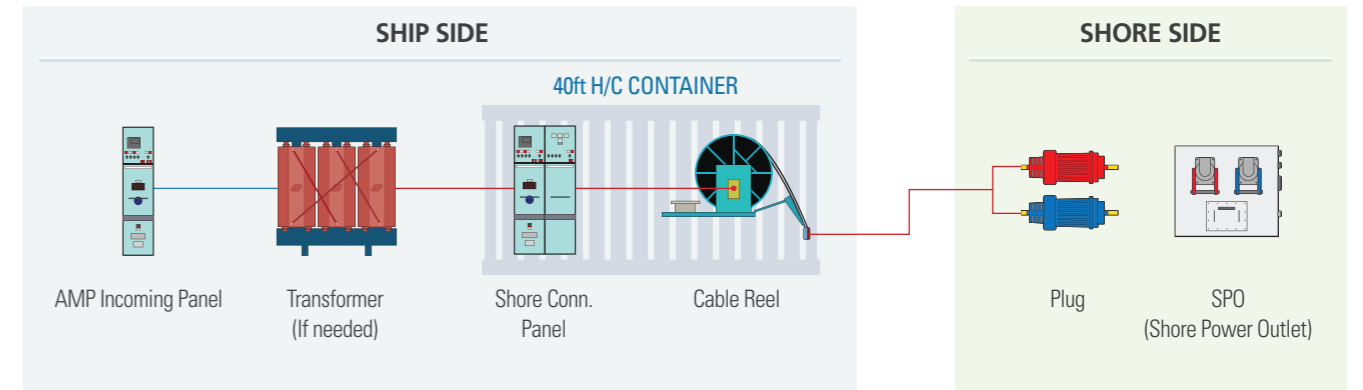 SHIP SIDE
SHORE SIDE
40ft H/C CONTAINER
AMP Incoming Panel
Transformer
(If needed)
Shore Conn.
Panel
Cable Reel
Plug
SPO
(Shore Power Outlet)